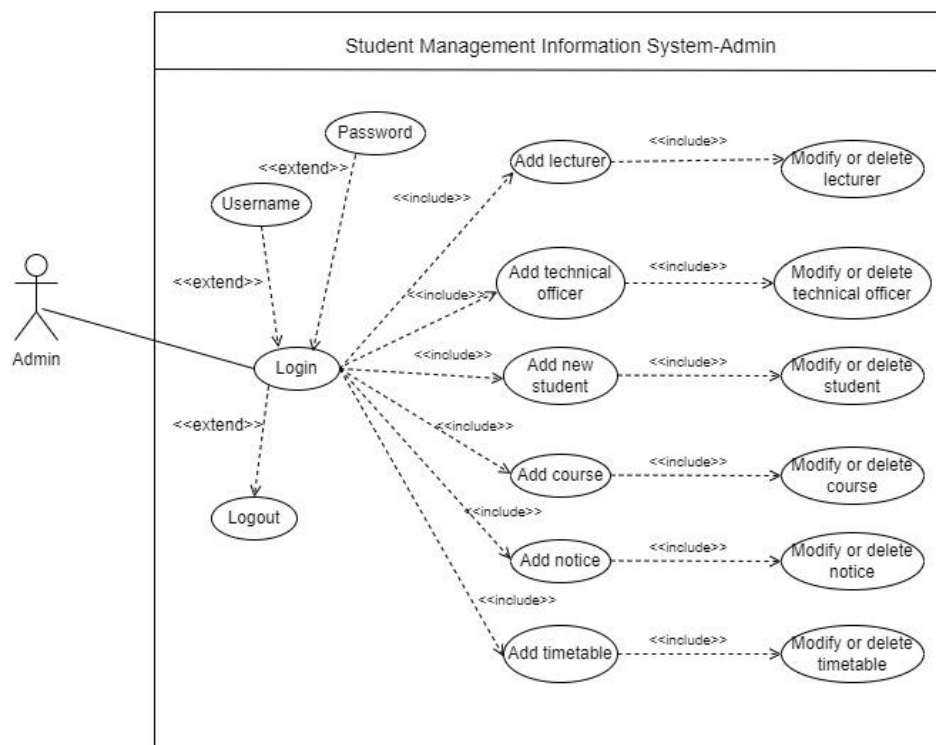 Student Management Information System-Admin
Password
<<extend>>
Username
<<extend>>
Admin
Login
<<extend>>
Logout
<<include>>
Add lecturer
<<include>>
Modify or delete
lecturer
<<include>>
Add technical
officer
<<include>>
Modify or delete
technical officer
<<include>>
Add new
student
<<include>>
Modify or delete
student
<<include>>
Add course
<<include>>
Modify or delete
course
<<include>>
Add notice
<<include>>
Modify or delete
notice
<<include>>
Add timetable
<<include>>
Modify or delete
timetable